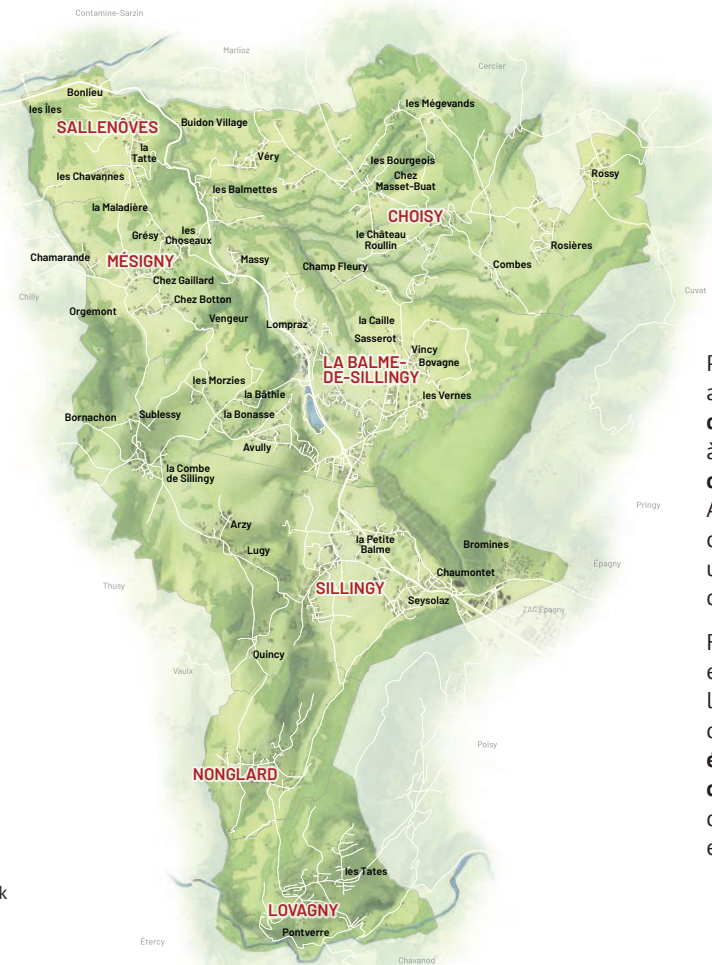 Contamine-Sarzin
Marlioz
Cercier
Bonlieu
les Îles
SALLENÔVES
Buidon Village
les Mégevands
la
Tatte
Véry
les Bourgeois
Chez
Masset-Buat
Rossy
les Chavannes
les Balmettes
la Maladière
CHOISY
Grésy
les
Choseaux
le Château
Roullin
Rosières
Chamarande
MÉSIGNY
Massy
Champ Fleury
Combes
Chez Gaillard
Chilly
Cuvat
Chez Botton
Orgemont
Vengeur
Lompraz
la Caille
Sasserot
Vincy
LA BALME-
DE-SILLINGY
Bovagne
les Morzies
la Bâthie
les Vernes
Bornachon
Sublessy
la Bonasse
Avully
la Combe
de Sillingy
Pringy
Arzy
la Petite
Balme
Bromines
Lugy
Épagny
Chaumontet
Thusy
SILLINGY
Seysolaz
ZAC Épagny
Quincy
Vaulx
Poisy
NONGLARD
les Tates
k
LOVAGNY
Pontverre
Étercy
Chavanod